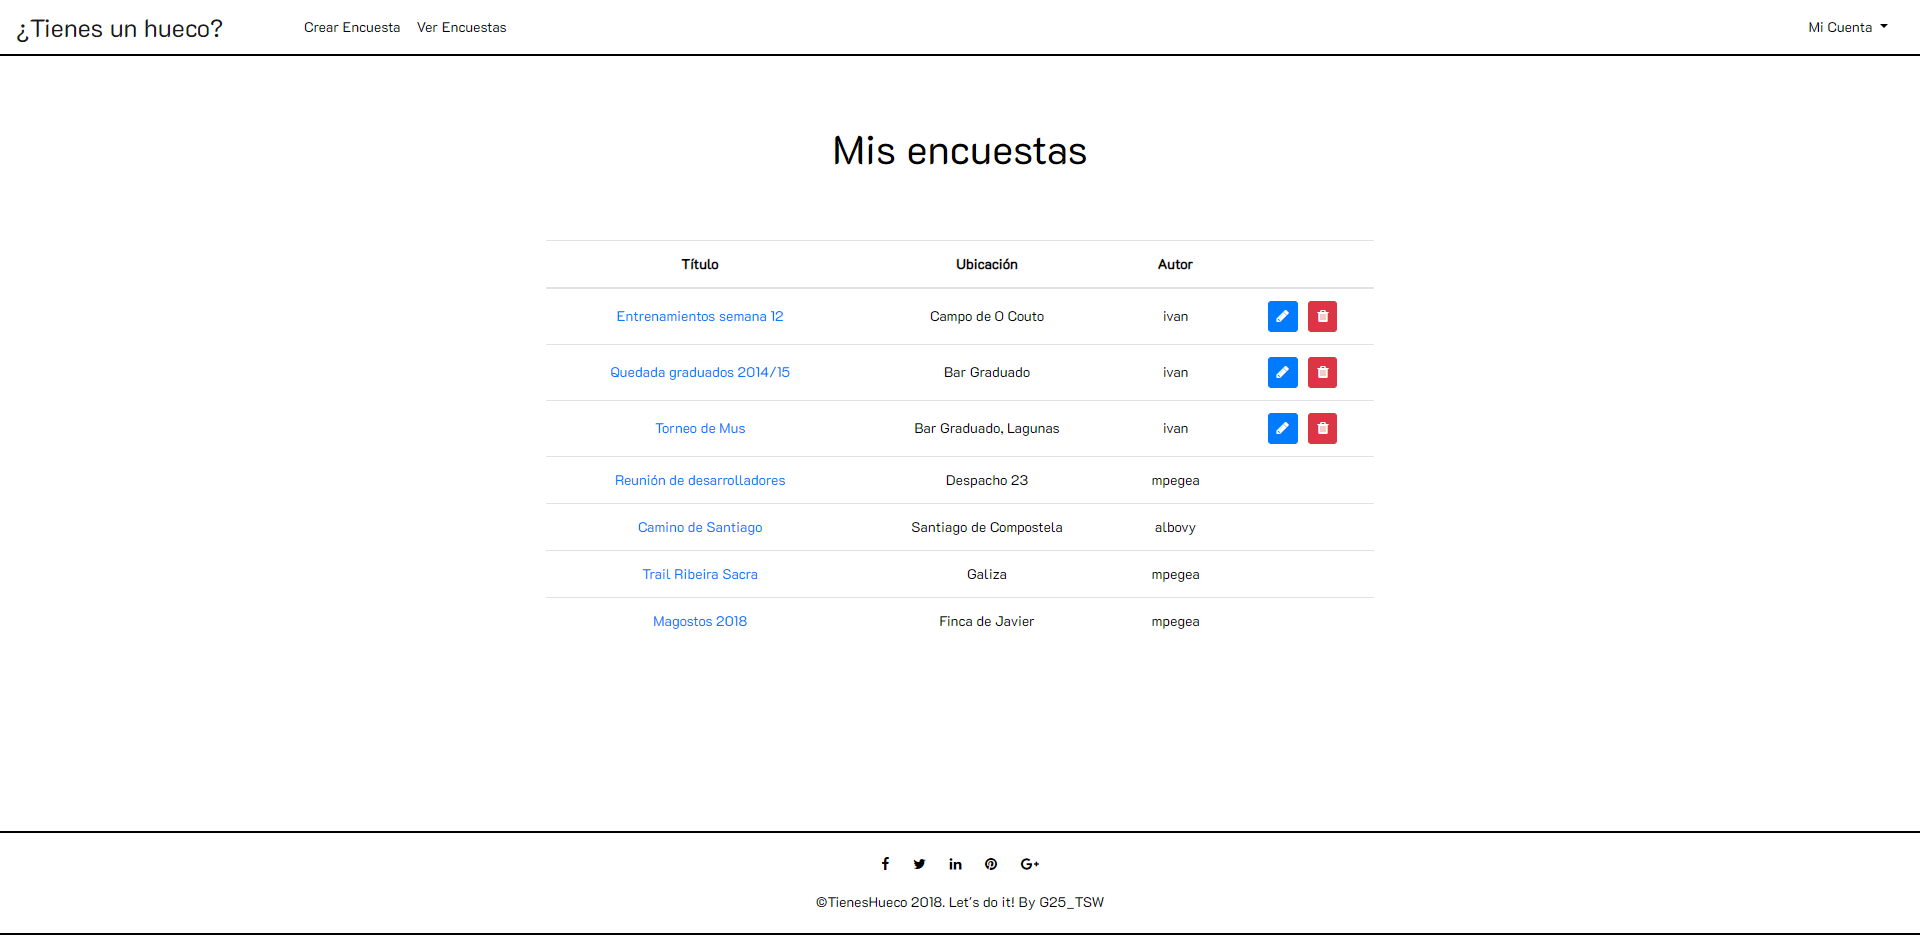 ¿Tienes un hueco? Crear Encuesta Ver Encuestas Mi Cuenta
Mis encuestas
Título Ubicación Autor
Entrenamientos semana 12 Campo de O Couto ivan
Quedada graduados 2014/15 Bar Graduado ivan
Torneo de Mus Bar Graduado, Lagunas ivan
Reunión de desarrolladores Despacho 23 mpegea
Camino de Santiago Santiago de Compostela albovy
Trail Ribeira Sacra Galiza mpegea
Magostos 2018 Finca de Javier mpegea
©TienesHueco 2018. Let's do it! By G25_TSW